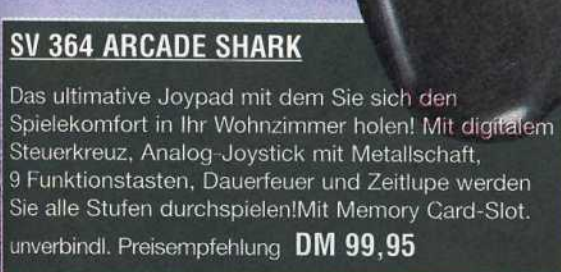 SV 364 ARCADE SHARK
Das ultimative Joypad mit dem Sie sich den
Spielekomfort in Ihr Wohnzimmer holen! Mit digitalem
Steuerkreuz, Analog-Joystick mit Metallschaft,
9 Funktionstasten, Dauerfeuer und Zeitlupe werden
Sie alle Stufen durchspielen!Mit Memory Card-Slot.
unverbindl. Preisempfehlung DM 99,95